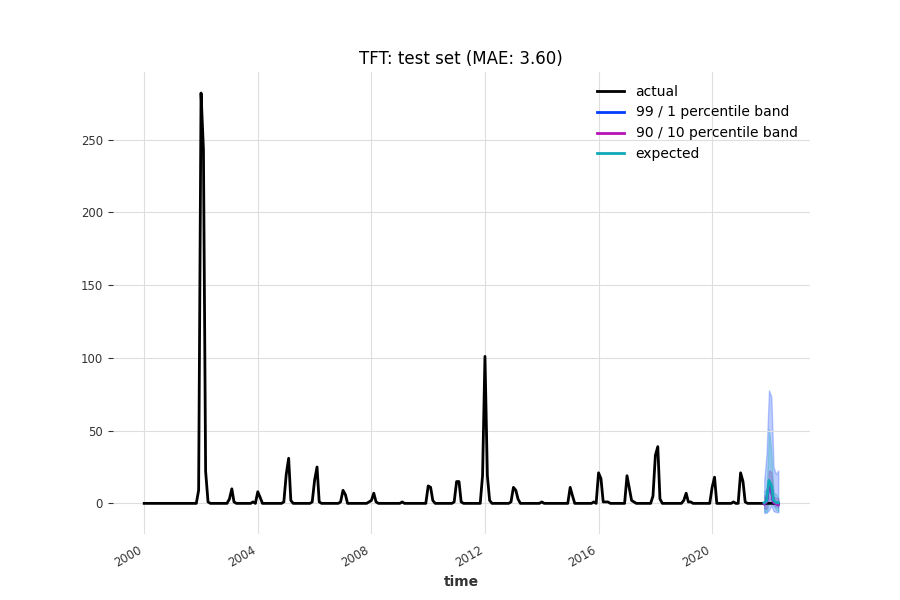 TFT: test set (MAE: 3.60)
actual
99 / 1 percentile band
90 / 10 percentile band
expected
250
200
150
100
50
0
2000
2004
2008
2012
2016
2020
time